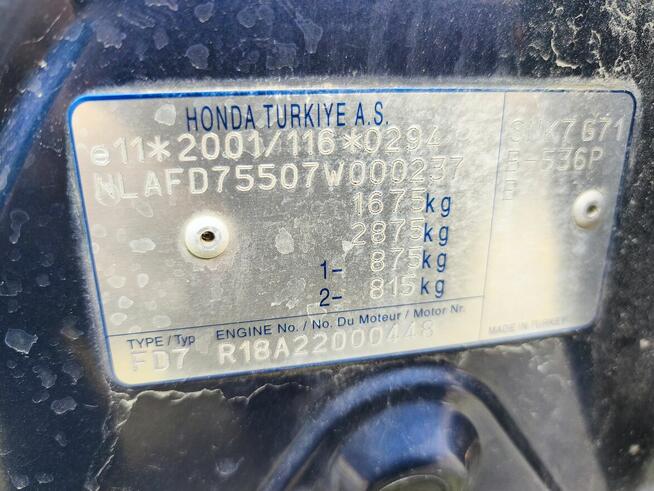 HONDA TURKIYE A.S.
e11*2001/116*0294
NLAFD75507W000237
1675kg
2875kg
1- 875kg
2- 815kg
TYPE / Typ ENGINE No. / No. Du Moteur / Motor Nr.
FD7 R18A22000448
-536P
MADE IN TURKEY